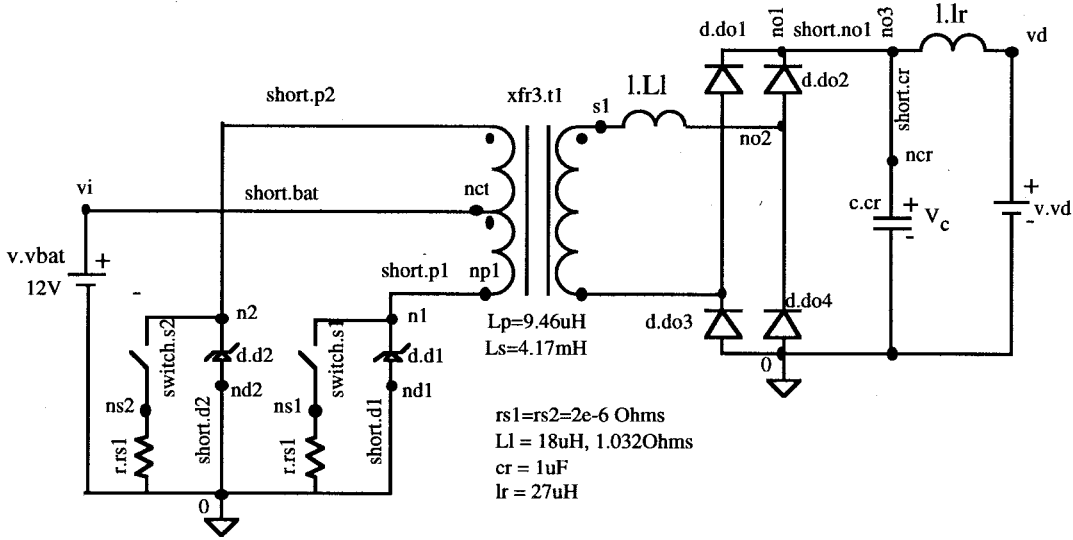 d.do1
no1
short.no1
no3
l.lr
vd
d.do2
short.cr
short.p2
xfr3.t1
l.Ll
s1
no2
ncr
vi
short.bat
nct
c.cr
+
Vc
-
+
v.vd
-
v.vbat
+
12V
-
short.p1
np1
n2
switch.s2
d.d2
n1
switch.s1
d.d1
Lp=9.46uH
Ls=4.17mH
d.do3
d.do4
0
ns2
nd2
ns1
nd1
r.rs1
short.d2
r.rs1
short.d1
rs1=rs2=2e-6 Ohms
Ll = 18uH, 1.032Ohms
cr = 1uF
lr = 27uH
0